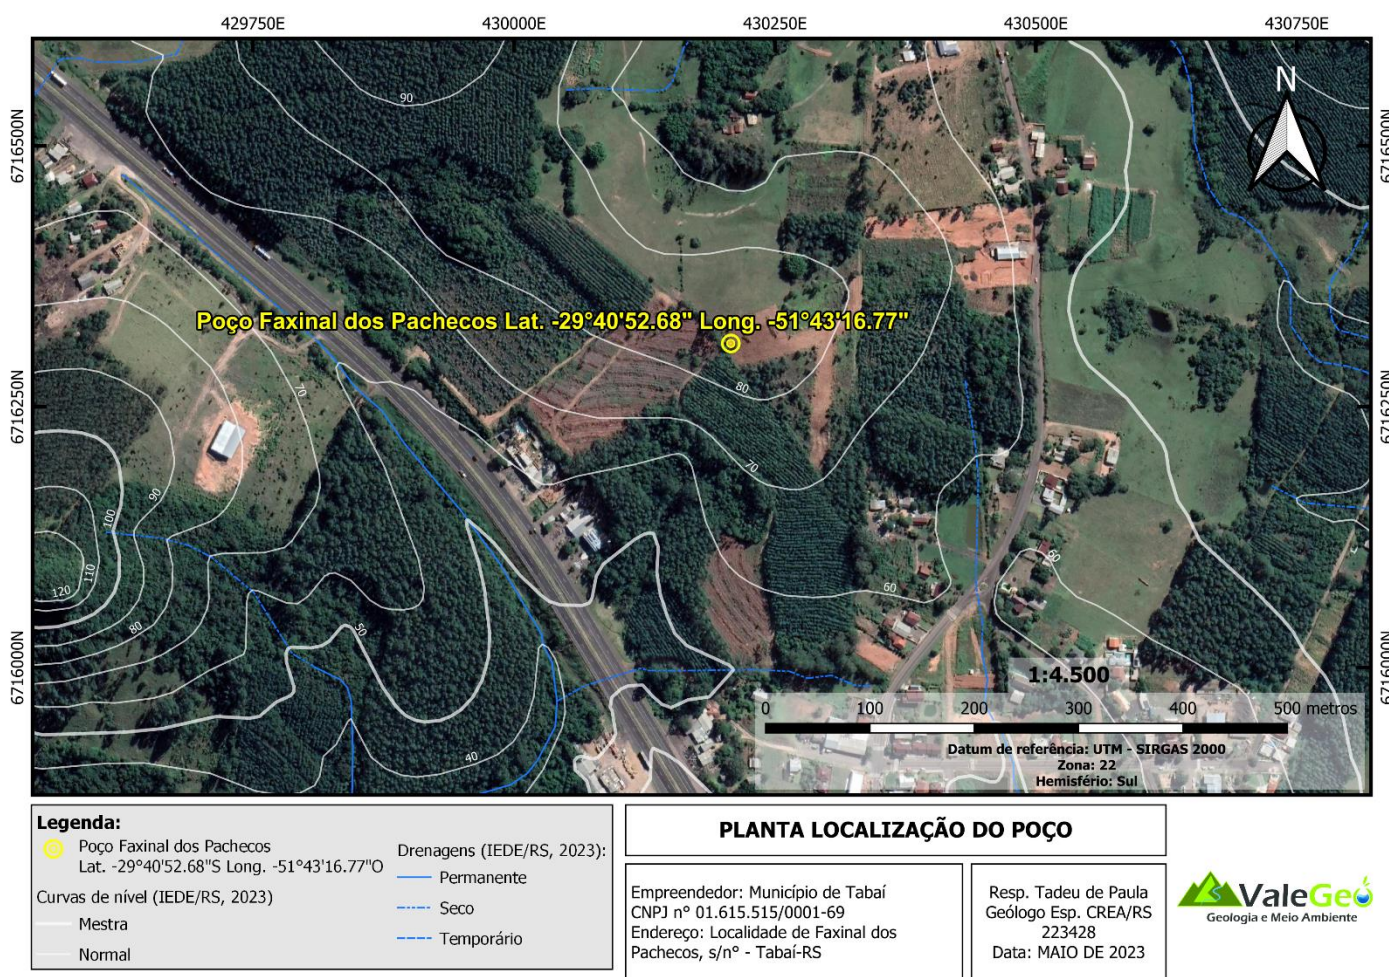 429750E
430000E
430250E
430500E
430750E
6716500N
6716250N
6716000N
6716500N
6716250N
6716000N
N
90
Poço Faxinal dos Pachecos Lat. -29°40'52.68" Long. -51°43'16.77"
80
70
70
90
100
110
120
80
50
60
60
40
1:4.500
0 100 200 300 400 500 metros
Datum de referência: UTM - SIRGAS 2000
Zona: 22
Hemisfério: Sul
Legenda:
Poço Faxinal dos Pachecos
Lat. -29°40'52.68"S Long. -51°43'16.77"O
Curvas de nível (IEDE/RS, 2023)
Mestra
Normal
Drenagens (IEDE/RS, 2023):
Permanente
Seco
Temporário
PLANTA LOCALIZAÇÃO DO POÇO
Empreendedor: Município de Tabaí
CNPJ nº 01.615.515/0001-69
Endereço: Localidade de Faxinal dos
Pachecos, s/nº - Tabaí-RS
Resp. Tadeu de Paula
Geólogo Esp. CREA/RS
223428
Data: MAIO DE 2023
ValeGeo
Geologia e Meio Ambiente